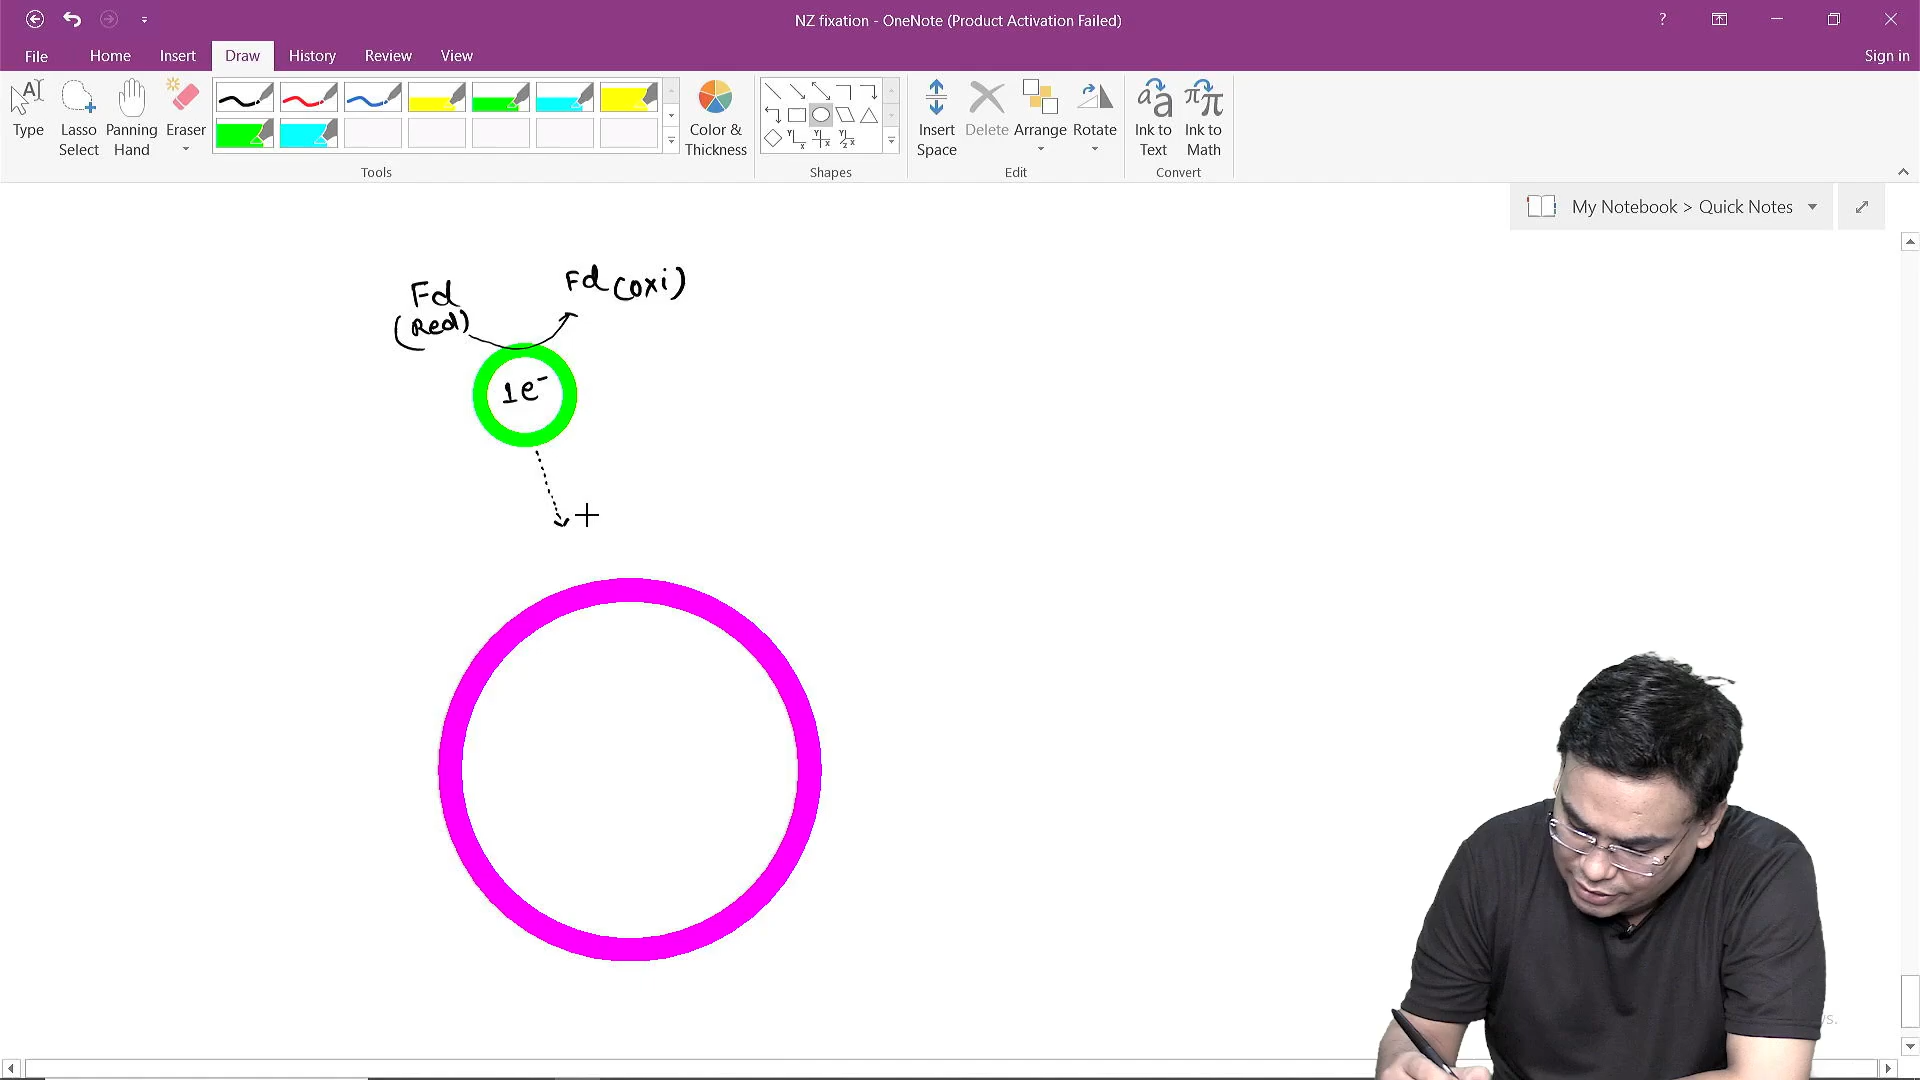 NZ fixation - OneNote (Product Activation Failed)
?
File Home Insert Draw History Review View
Sign in
Type
Lasso Select
Panning Hand
Eraser
Color & Thickness
Insert Space
Delete
Arrange
Rotate
Ink to Text
Ink to Math
Tools
Shapes
Edit
Convert
My Notebook > Quick Notes
Fd (Red)
Fd (oxi)
1e⁻